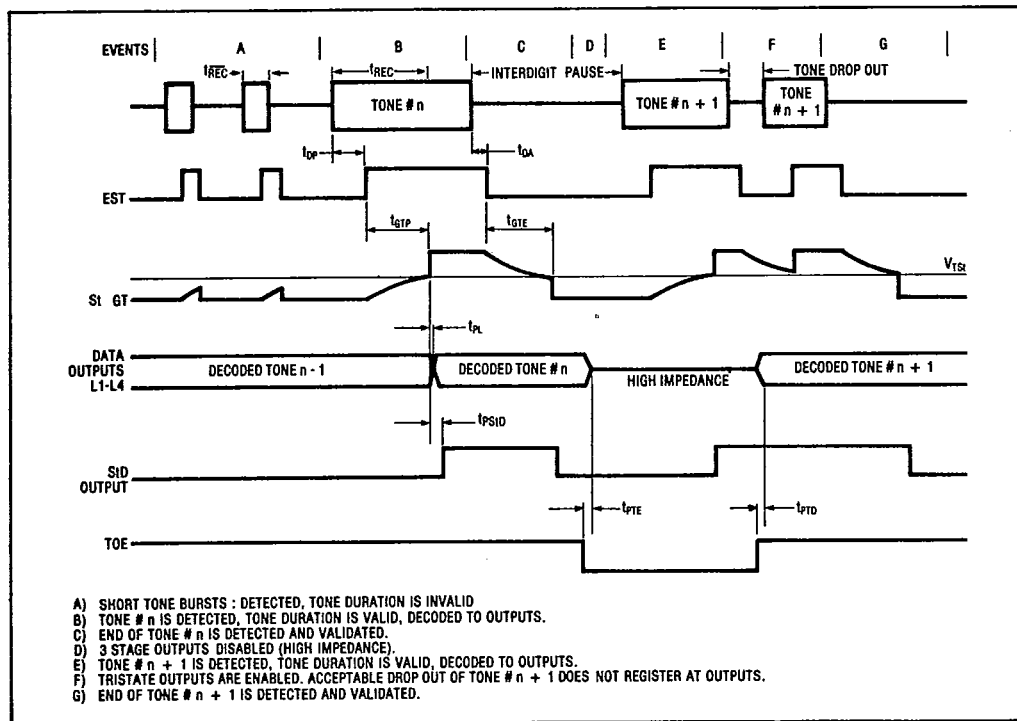 EVENTS A B C D E F G
tREC tREC INTERDIGIT PAUSE TONE DROP OUT
TONE #n TONE #n + 1 TONE #n + 1
tDP tDA
EST
tGTP tGTE
VTSt
St GT
tPL
DATA OUTPUTS L1-L4
DECODED TONE n - 1 DECODED TONE #n HIGH IMPEDANCE DECODED TONE #n + 1
tPStD
StD OUTPUT
tPTE tPTD
TOE
A) SHORT TONE BURSTS : DETECTED, TONE DURATION IS INVALID
B) TONE #n IS DETECTED, TONE DURATION IS VALID, DECODED TO OUTPUTS.
C) END OF TONE #n IS DETECTED AND VALIDATED.
D) 3 STAGE OUTPUTS DISABLED (HIGH IMPEDANCE).
E) TONE #n + 1 IS DETECTED, TONE DURATION IS VALID, DECODED TO OUTPUTS.
F) TRISTATE OUTPUTS ARE ENABLED. ACCEPTABLE DROP OUT OF TONE #n + 1 DOES NOT REGISTER AT OUTPUTS.
G) END OF TONE #n + 1 IS DETECTED AND VALIDATED.